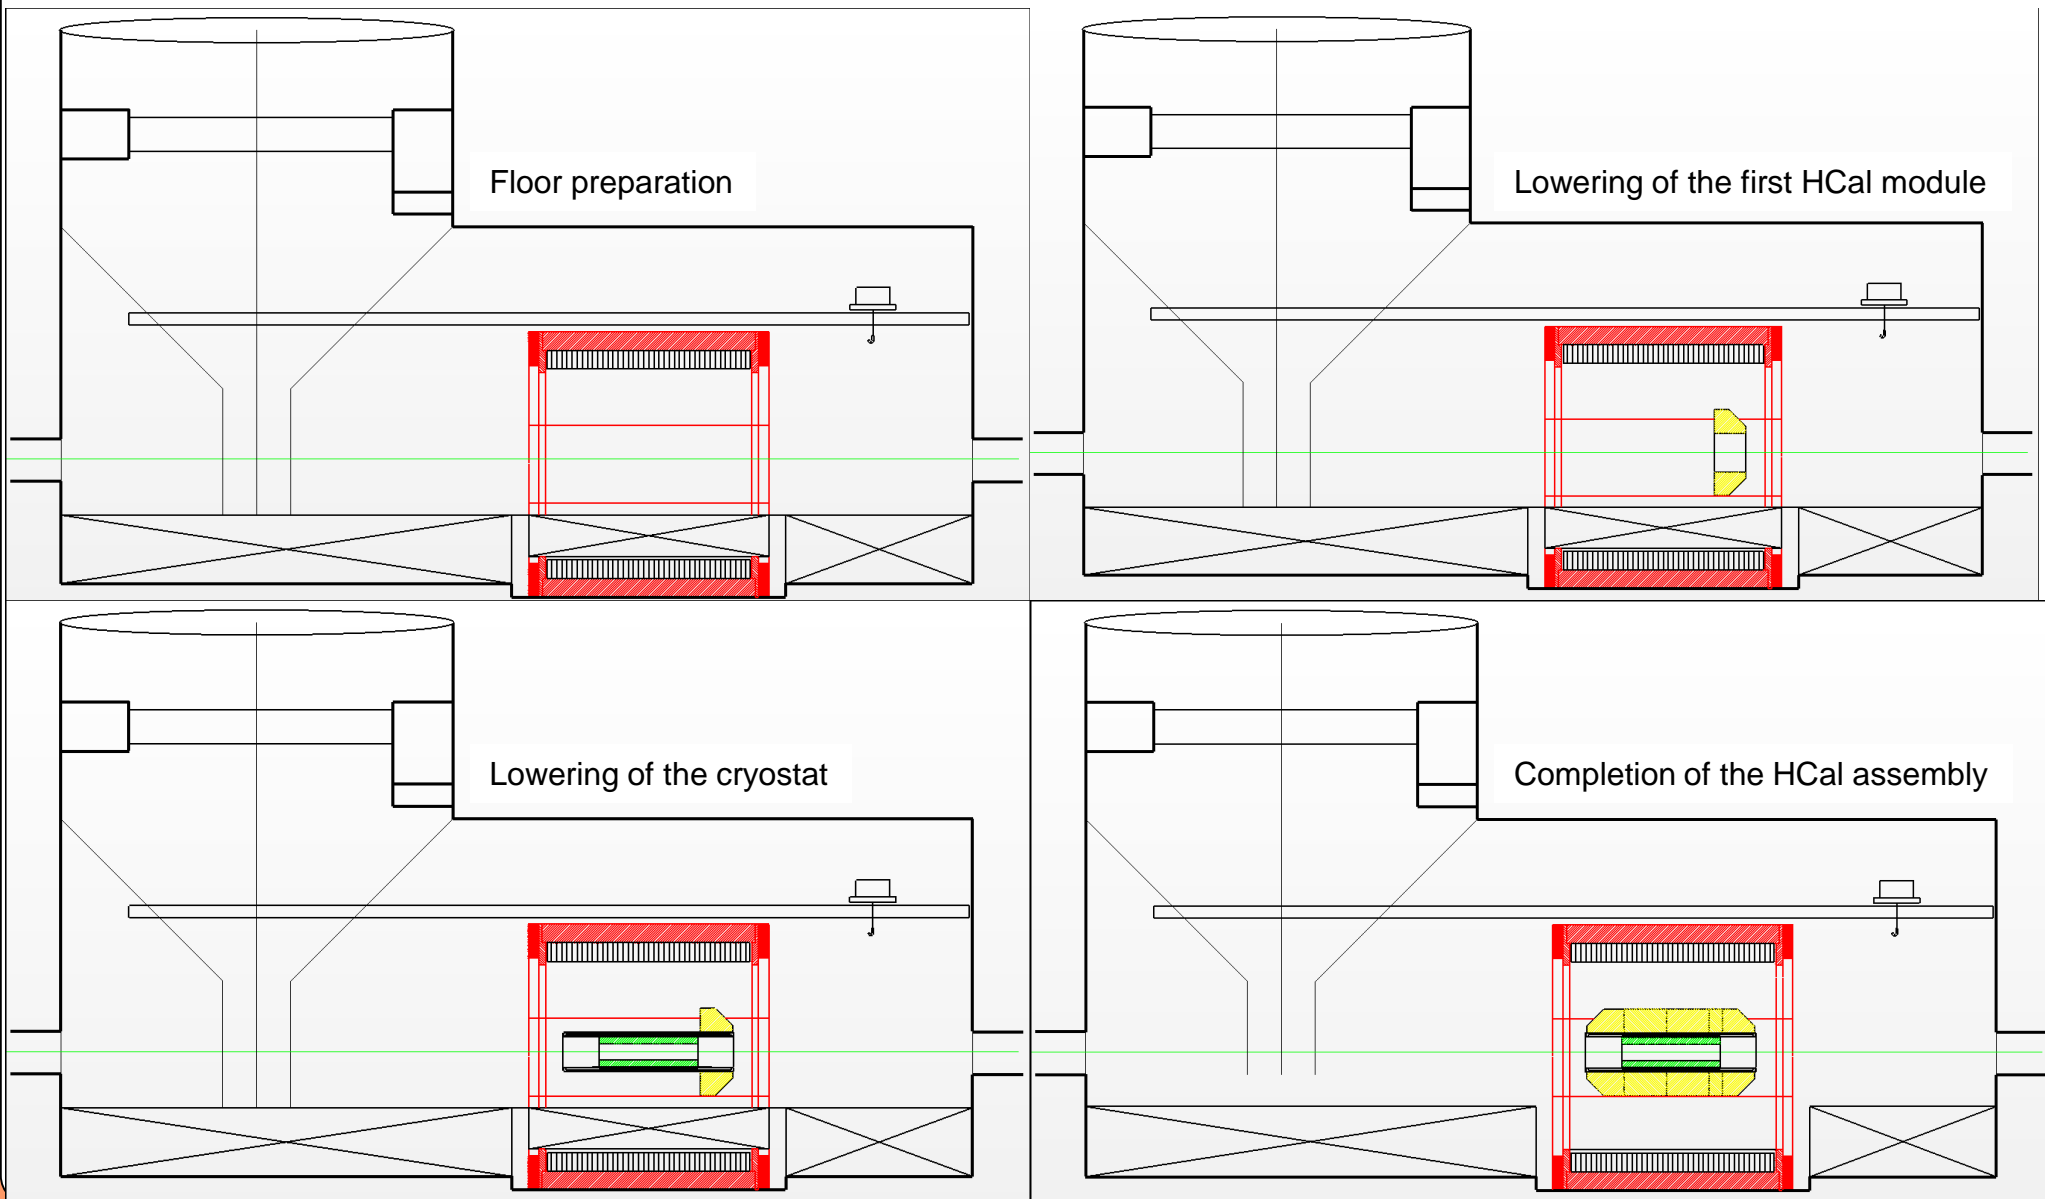 Floor preparation
Lowering of the first HCal module
Lowering of the cryostat
Completion of the HCal assembly